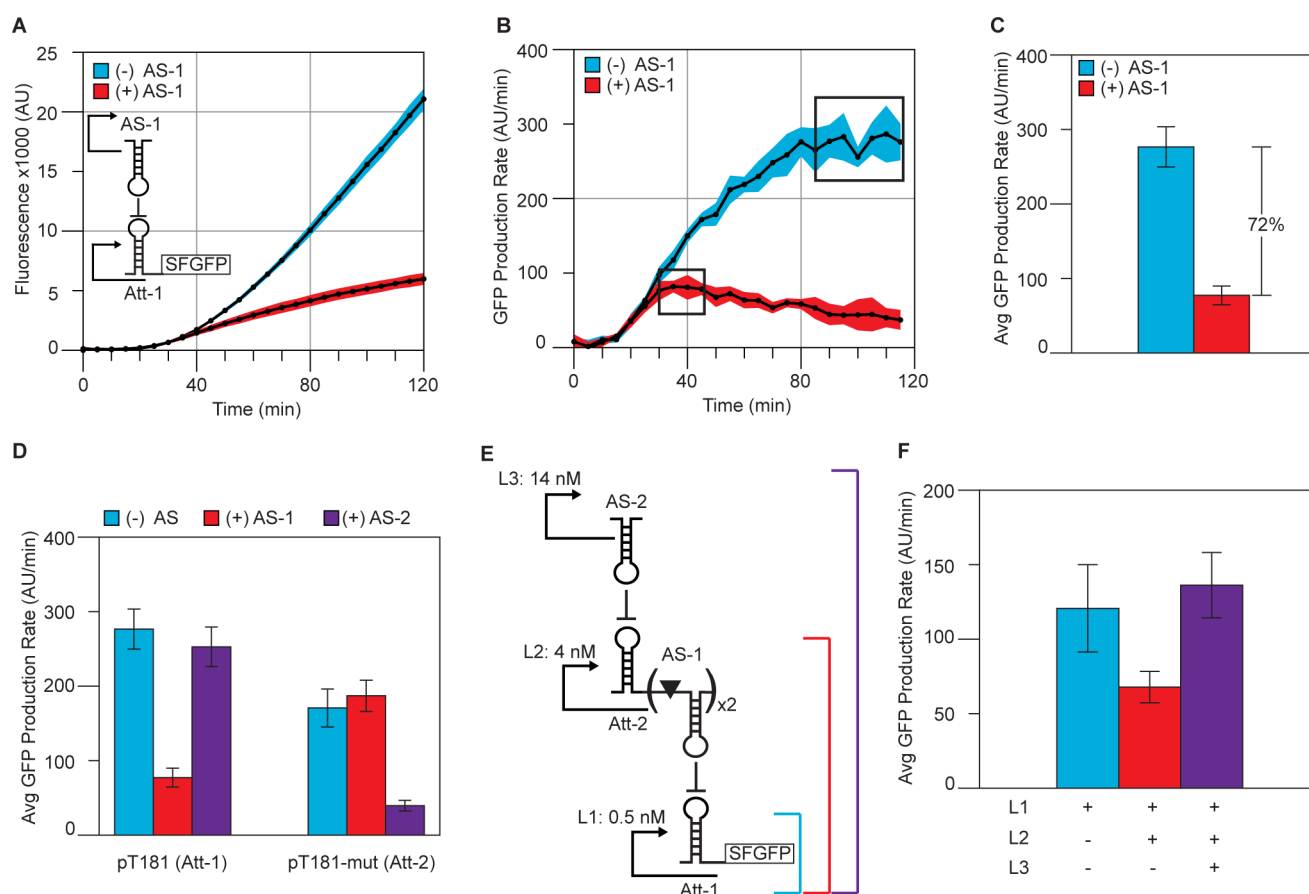 A
Fluorescence x1000 (AU)
25
20
15
10
5
0
(-) AS-1
(+) AS-1
AS-1
SFGFP
Att-1
0
40
80
120
Time (min)
B
GFP Production Rate (AU/min)
400
300
200
100
0
(-) AS-1
(+) AS-1
0
40
80
120
Time (min)
C
Avg GFP Production Rate (AU/min)
400
300
200
100
0
(-) AS-1
(+) AS-1
72%
D
(-) AS
(+) AS-1
(+) AS-2
Avg GFP Production Rate (AU/min)
400
300
200
100
0
pT181 (Att-1)
pT181-mut (Att-2)
E
L3: 14 nM
AS-2
L2: 4 nM
AS-1
( )x2
Att-2
L1: 0.5 nM
SFGFP
Att-1
F
Avg GFP Production Rate (AU/min)
200
150
100
50
0
L1 + + +
L2 - + +
L3 - - +